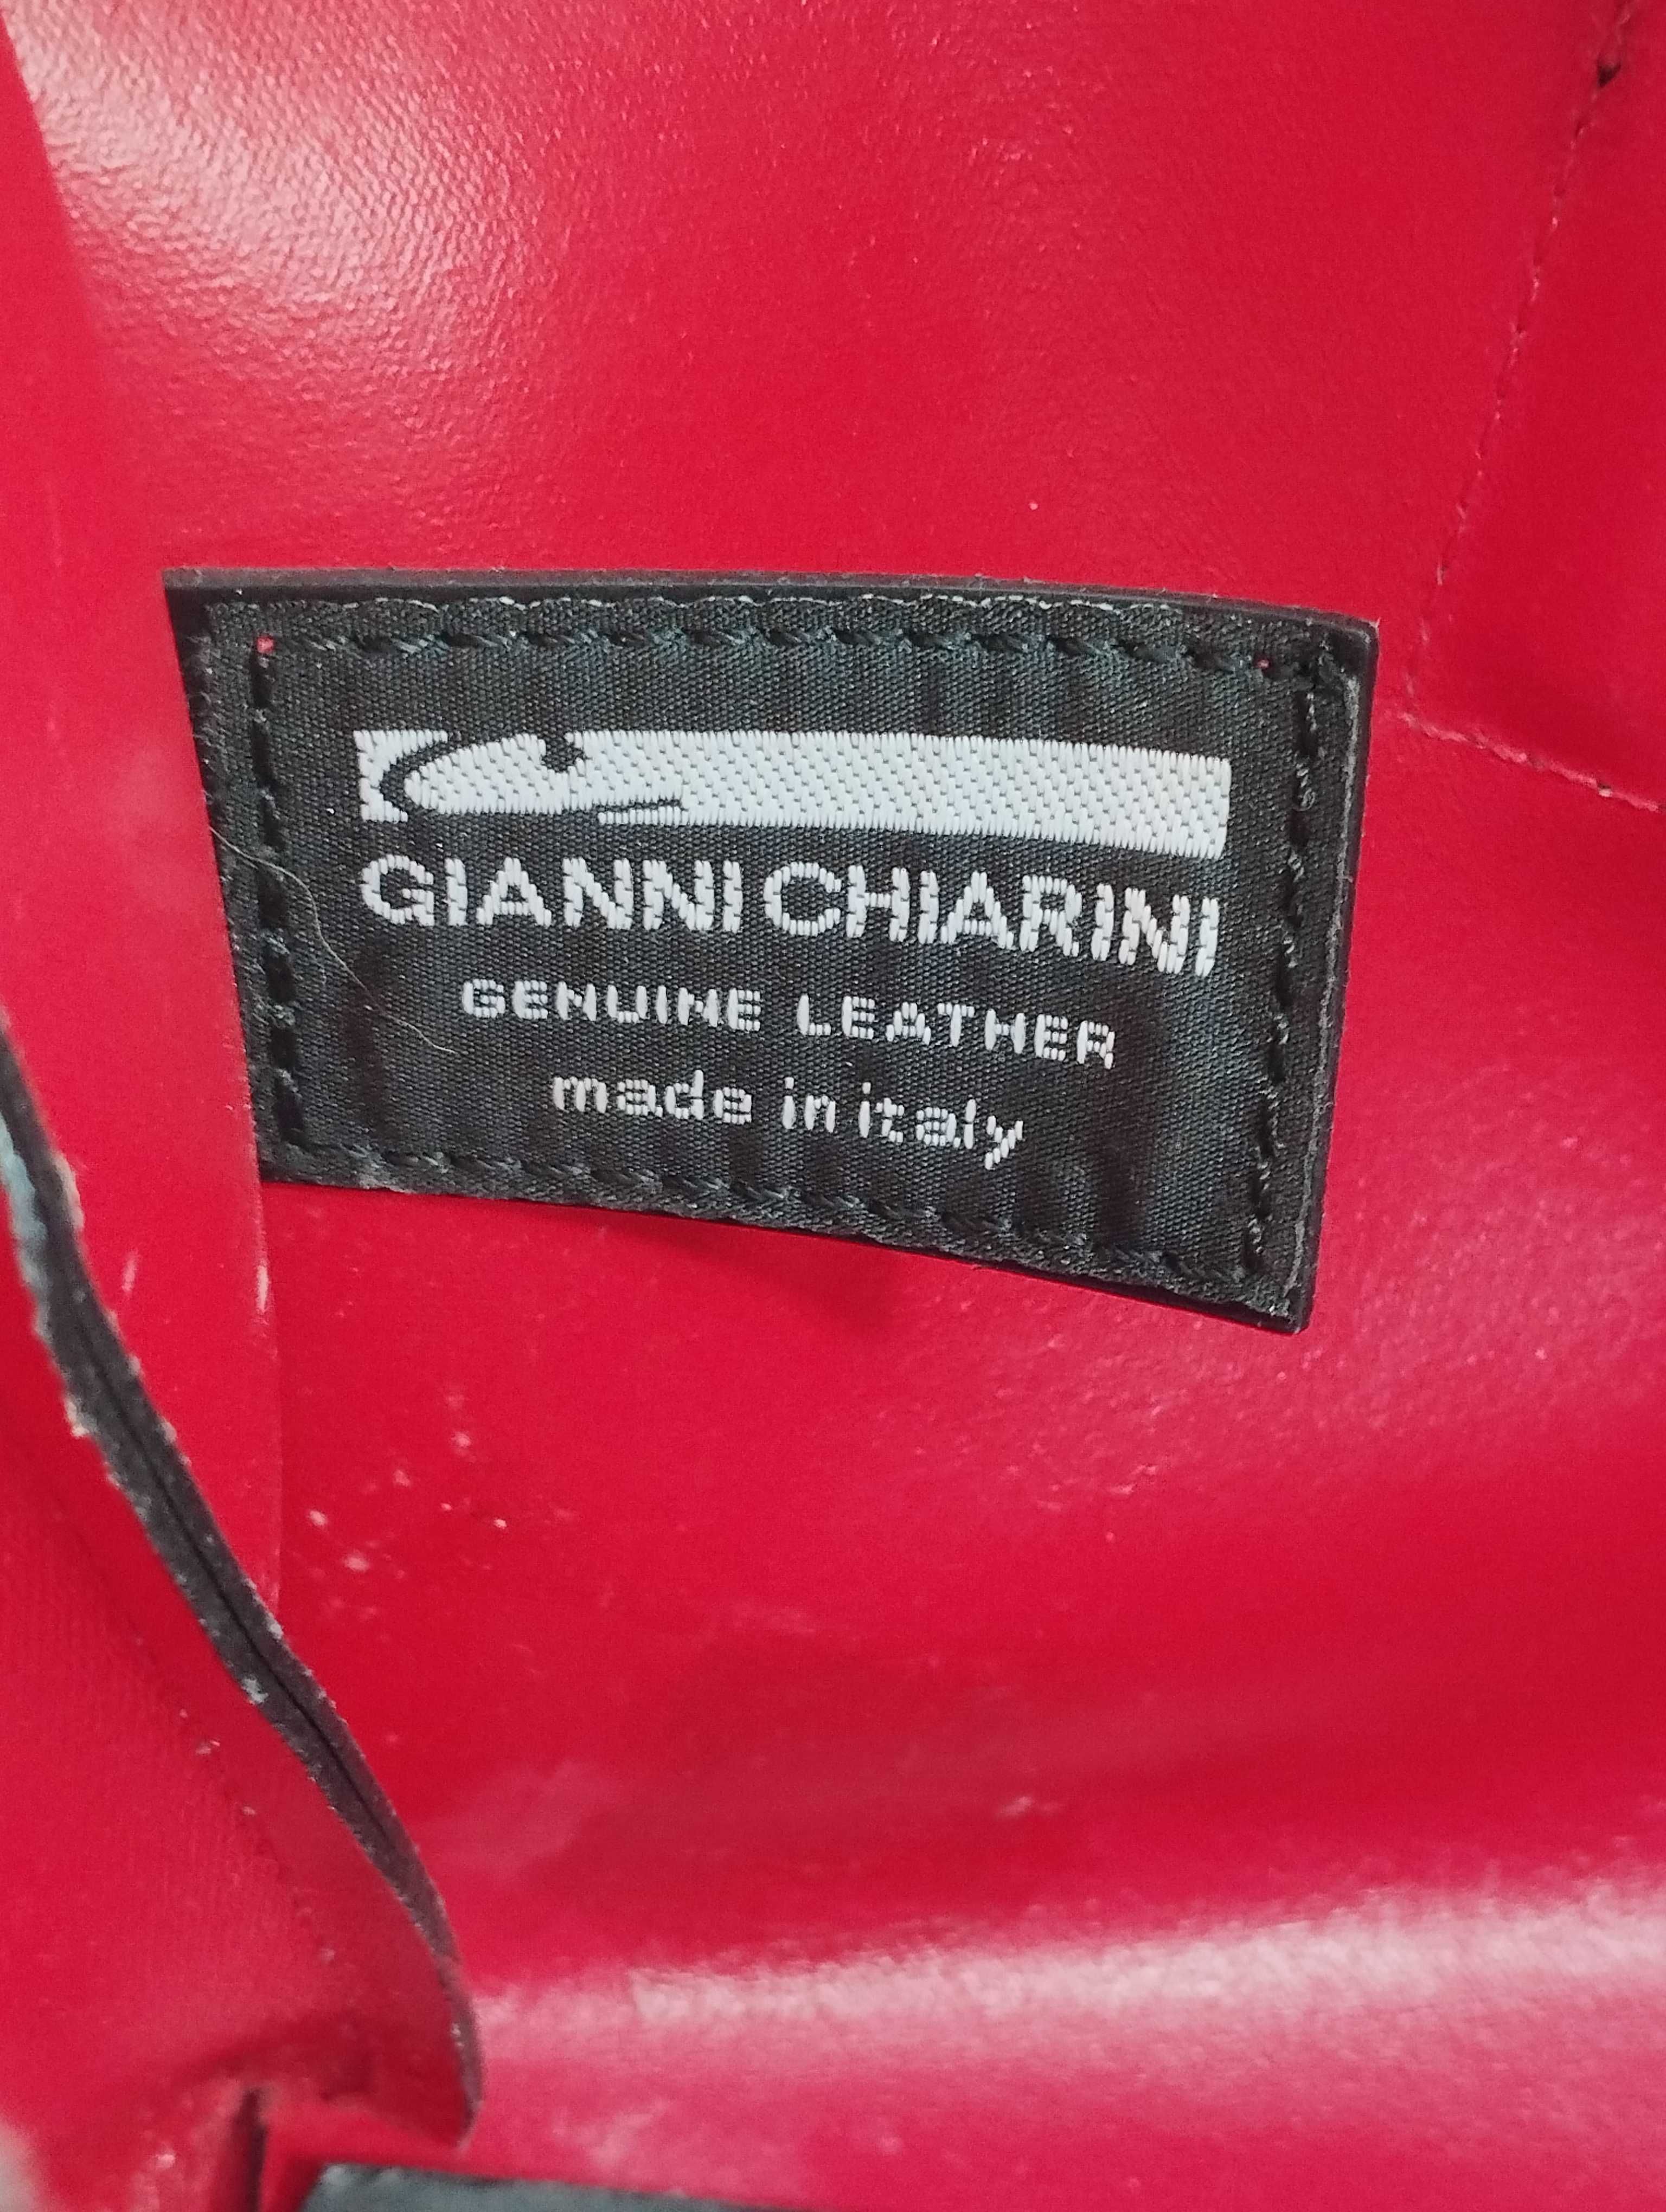 GIANNI CHIARINI
GENUINE LEATHER
made in italy